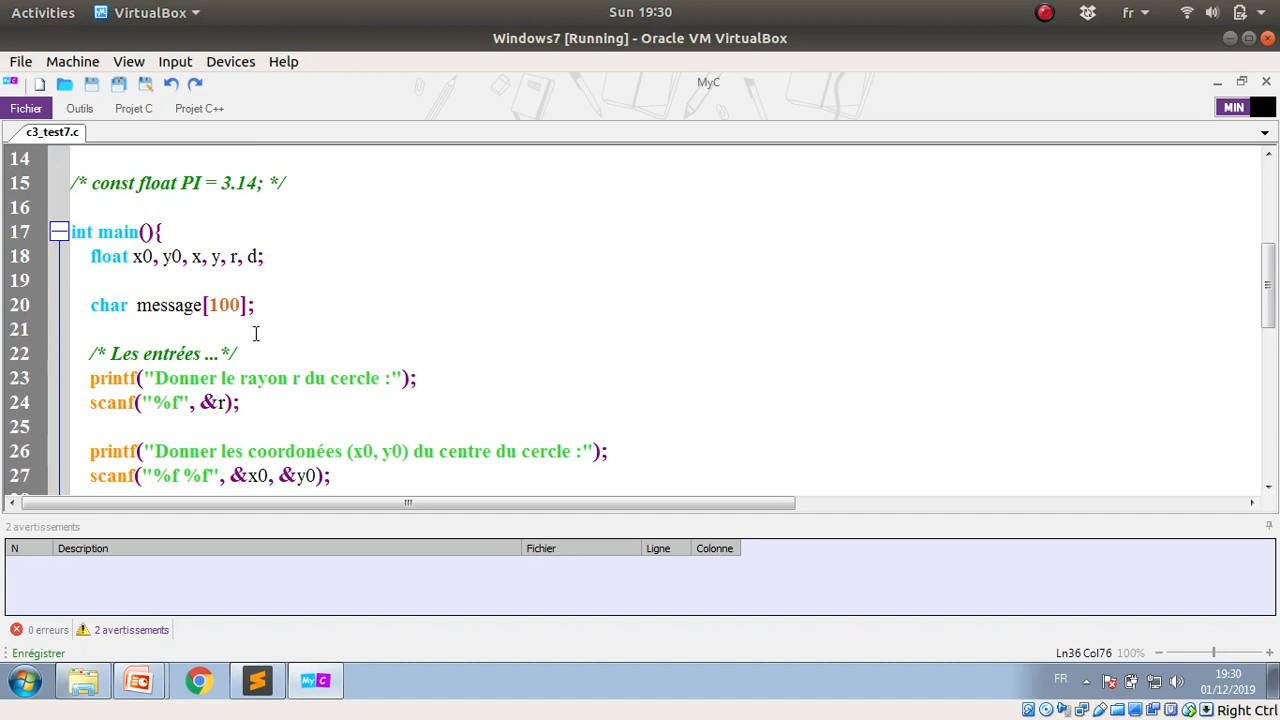 Activities VirtualBox Sun 19:30 fr
Windows7 [Running] - Oracle VM VirtualBox
File Machine View Input Devices Help
MyC
Fichier Outils Projet C Projet C++ MIN
c3_test7.c
14
15 /* const float PI = 3.14; */
16
17 int main(){
18 float x0, y0, x, y, r, d;
19
20 char  message[100];
21
22 /* Les entrées ...*/
23 printf("Donner le rayon r du cercle :");
24 scanf("%f", &r);
25
26 printf("Donner les coordonées (x0, y0) du centre du cercle :");
27 scanf("%f %f", &x0, &y0);
2 avertissements
N Description Fichier Ligne Colonne
0 erreurs 2 avertissements
Enrégistrer Ln36 Col76 100%
MyC FR 19:30
01/12/2019
Right Ctrl